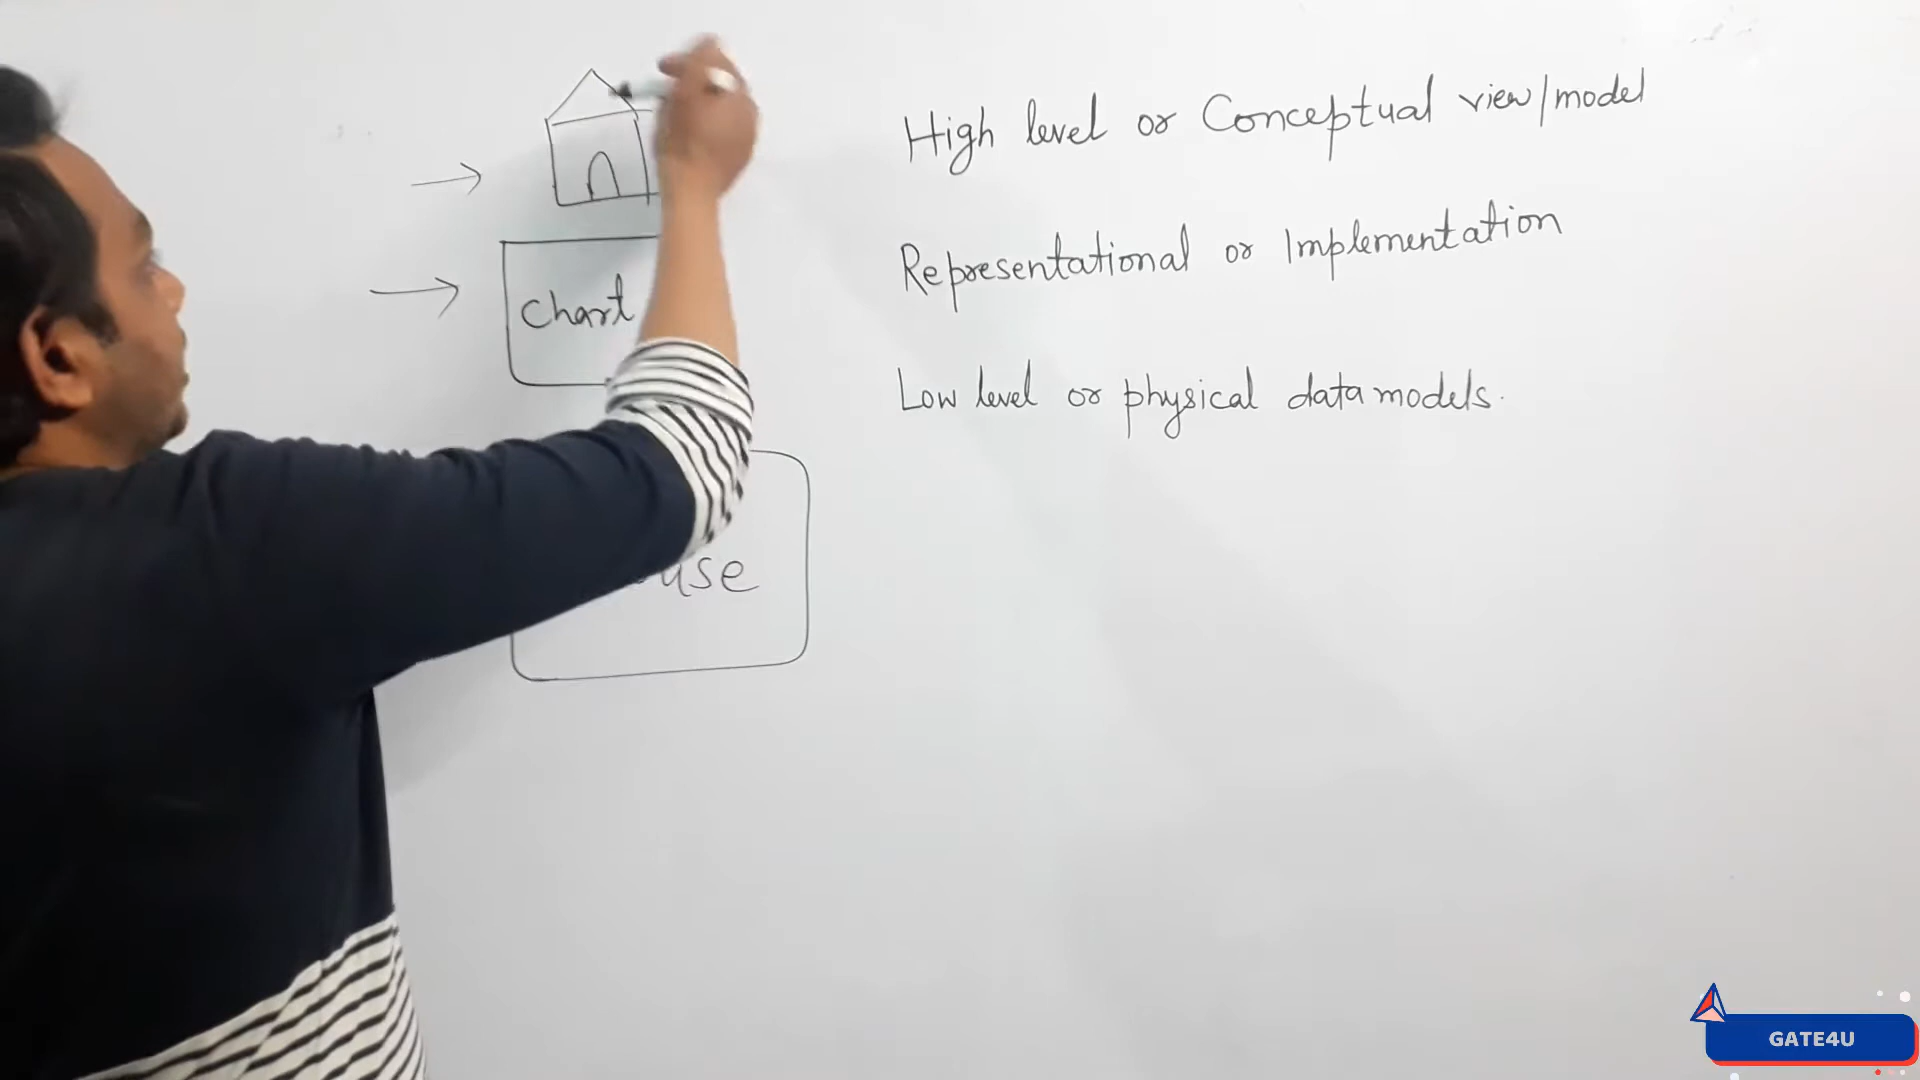 High level or Conceptual view/model
Representational or Implementation
Chart
Low level or physical data models.
GATE4U